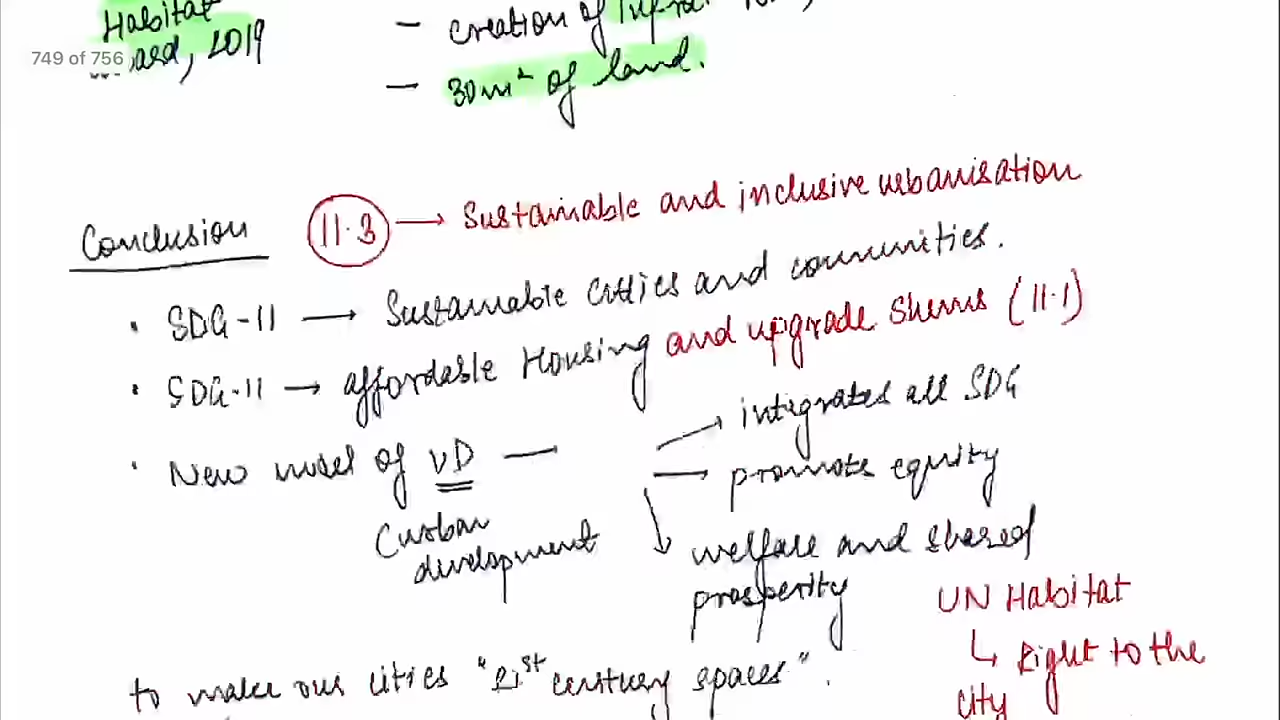 Habitat
749 of 756
ard, 2019
— creation of Infra.
— 30m² of land.
Conclusion
11.3 → Sustainable and inclusive urbanisation
• SDG-11 → Sustainable cities and communities.
• SDG-11 → affordable Housing and upgrade slums (11.1)
• New model of UD —
(urban
development
→ integrates all SDG
→ promote equity
↓ welfare and shared
prosperity
to make our cities "21st century spaces".
UN Habitat
↳ Right to the
City